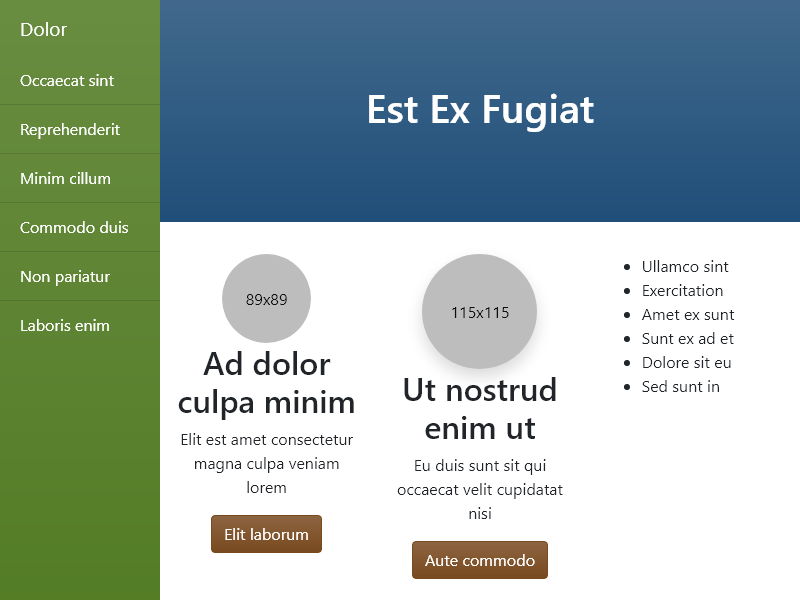 Dolor
Occaecat sint
Reprehenderit
Minim cillum
Commodo duis
Non pariatur
Laboris enim
Est Ex Fugiat
89x89
Ad dolor
culpa minim
Elit est amet consectetur
magna culpa veniam
lorem
Elit laborum
115x115
Ut nostrud
enim ut
Eu duis sunt sit qui
occaecat velit cupidatat
nisi
Aute commodo
Ullamco sint
Exercitation
Amet ex sunt
Sunt ex ad et
Dolore sit eu
Sed sunt in